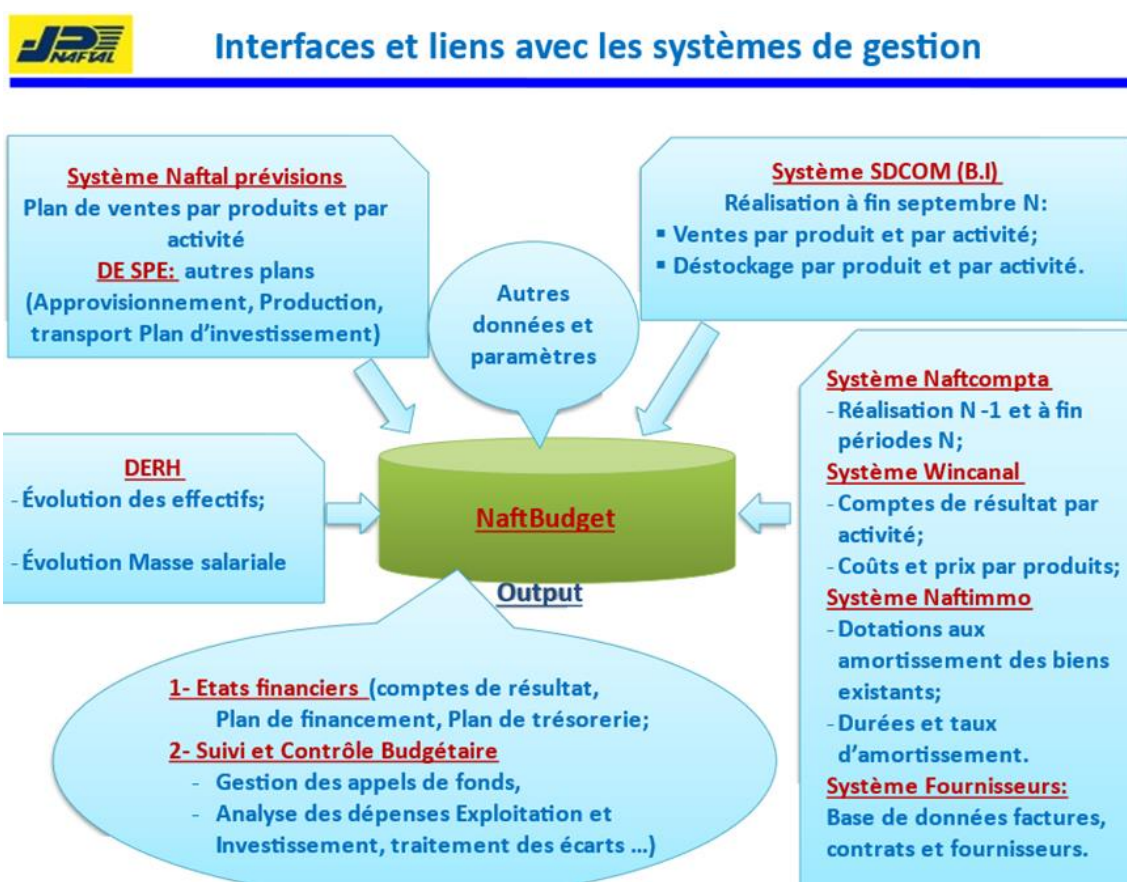 NAFTAL
Interfaces et liens avec les systèmes de gestion
Système Naftal prévisions
Plan de ventes par produits et par
activité
DE SPE: autres plans
(Approvisionnement, Production,
transport Plan d'investissement)
Autres
données et
paramètres
Système SDCOM (B.I)
Réalisation à fin septembre N:
▪ Ventes par produit et par activité;
▪ Déstockage par produit et par activité.
DERH
- Évolution des effectifs;
- Évolution Masse salariale
NaftBudget
Output
Système Naftcompta
- Réalisation N -1 et à fin
périodes N;
Système Wincanal
- Comptes de résultat par
activité;
- Coûts et prix par produits;
Système Naftimmo
- Dotations aux
amortissement des biens
existants;
- Durées et taux
d'amortissement.
Système Fournisseurs:
Base de données factures,
contrats et fournisseurs.
1- Etats financiers (comptes de résultat,
Plan de financement, Plan de trésorerie;
2- Suivi et Contrôle Budgétaire
- Gestion des appels de fonds,
- Analyse des dépenses Exploitation et
Investissement, traitement des écarts ...)